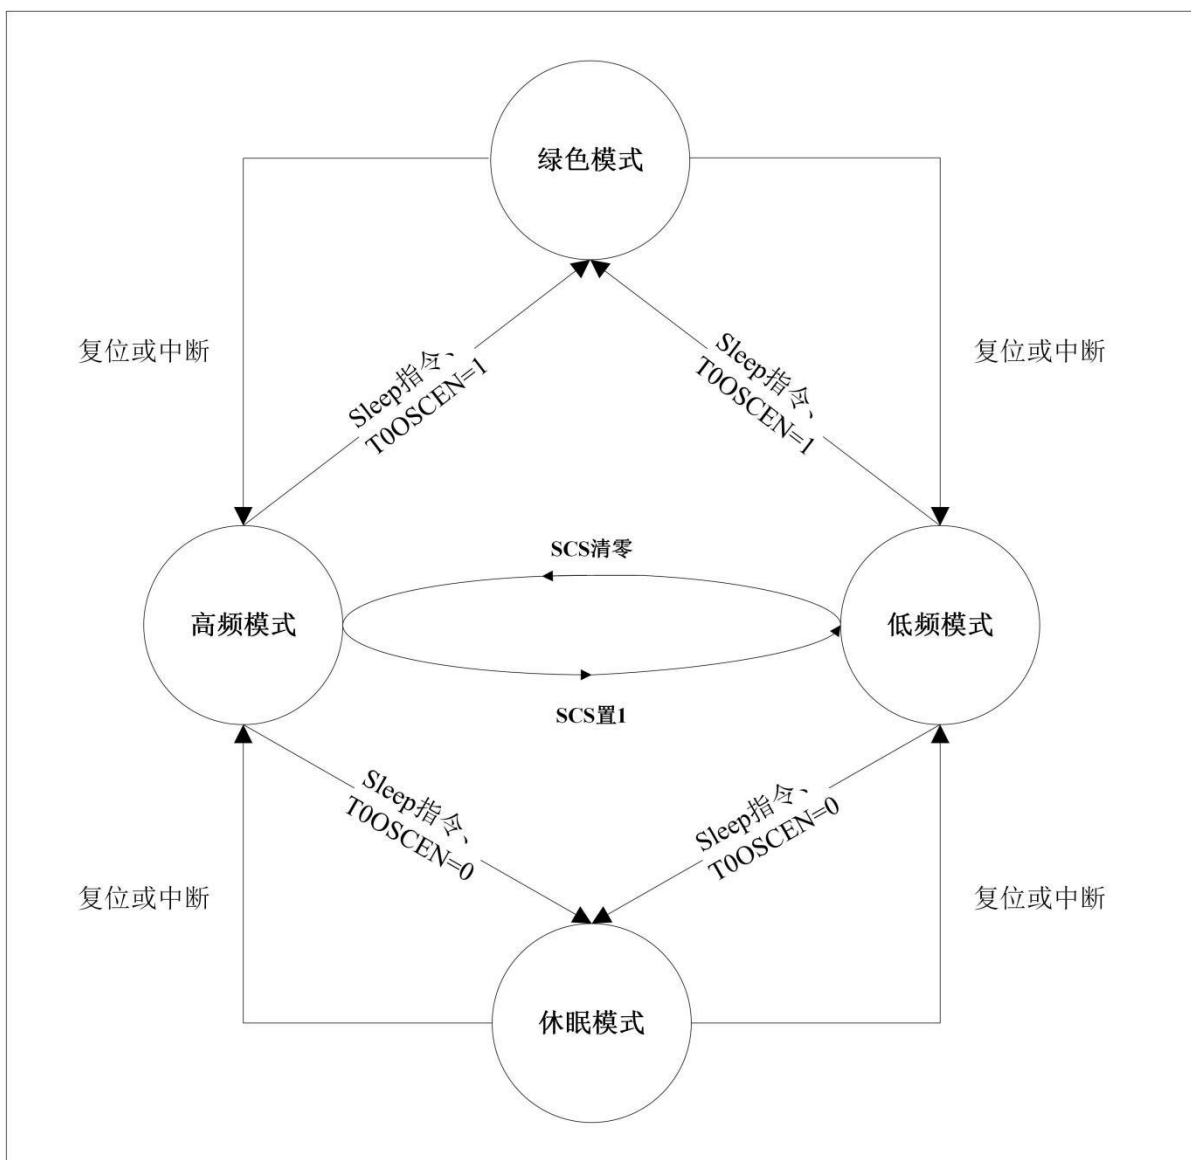 绿色模式
复位或中断
Sleep指令、
T0OSCEN=1
Sleep指令、
T0OSCEN=1
复位或中断
SCS清零
高频模式
低频模式
SCS置1
Sleep指令、
T0OSCEN=0
Sleep指令、
T0OSCEN=0
复位或中断
复位或中断
休眠模式